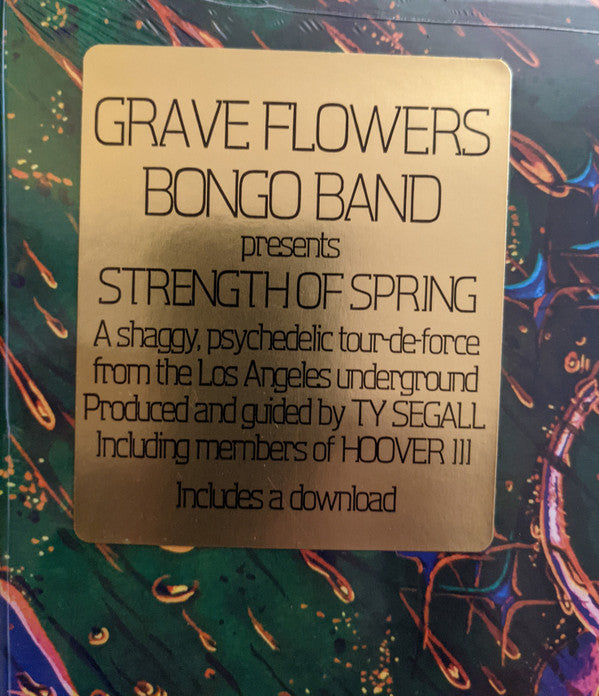 GRAVE FLOWERS
BONGO BAND
presents
STRENGTH OF SPRING
A shaggy, psychedelic tour-de-force
from the Los Angeles underground
Produced and guided by TY SEGALL
Including members of HOOVER III
Includes a download